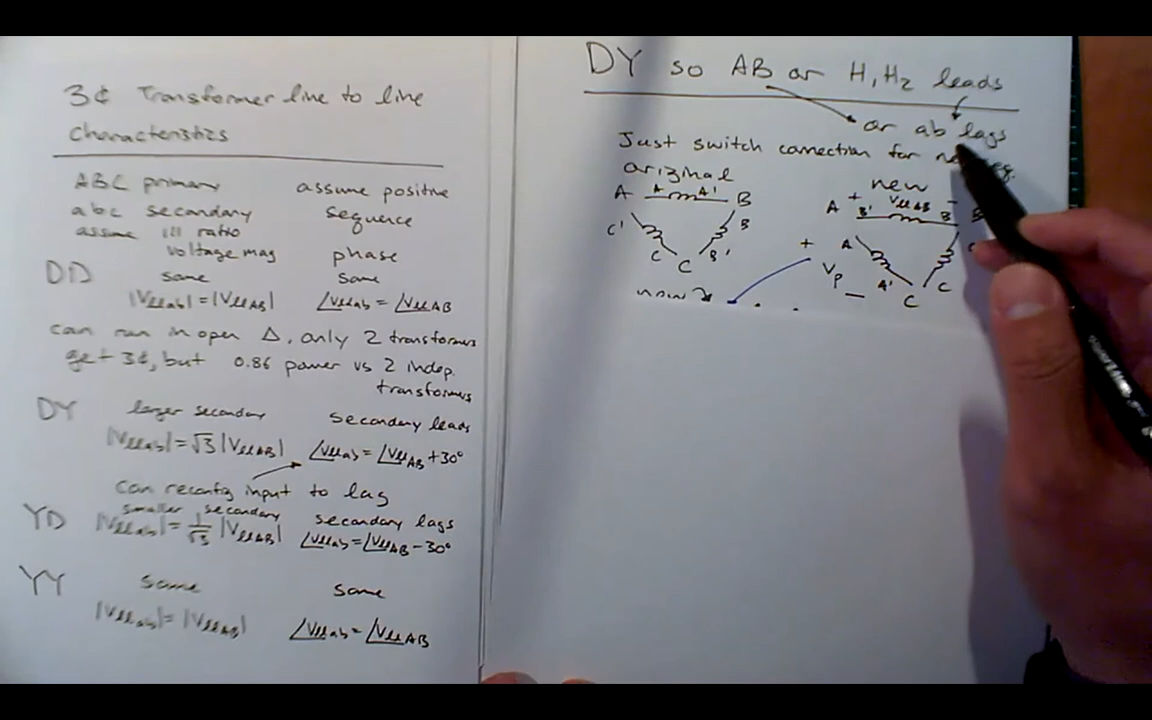 3¢ Transformer line to line
Characteristics
ABC primary assume positive
abc secondary sequence
assume 1:1 ratio
voltage mag phase
DD same same
|Vllab| = |VllAB| ∠Vllab = ∠VllAB
can run in open Δ, only 2 transformers
get 3¢, but 0.86 power vs 2 indep.
transformers
DY larger secondary secondary leads
|Vllab| = √3 |VllAB| ∠Vllab = ∠VllAB + 30°
can reconfig input to lag
YD smaller secondary secondary lags
|Vllab| = 1/√3 |VllAB| ∠Vllab = ∠VllAB - 30°
YY same same
|Vllab| = |VllAB| ∠Vllab = ∠VllAB
DY so AB or H1H2 leads
or ab lags
Just switch connection for
original new
A A A' B
C' B
C C B'
A + VllAB -
B' B
+ A
Vp
- A' C C
now